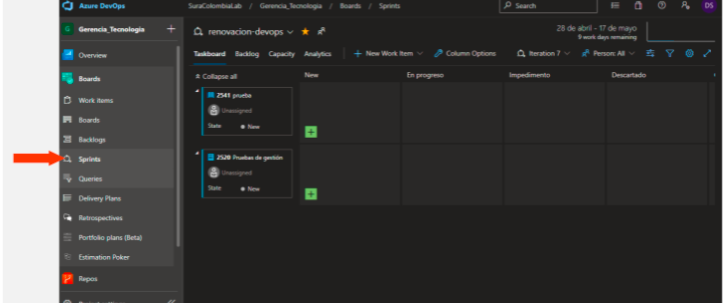 Azure DevOps
SuraColombiaLab / Gerencia_Tecnologia / Boards / Sprints
Search
DS
G Gerencia_Tecnologia +
renovacion-devops
28 de abril - 17 de mayo
9 work days remaining
Overview
Taskboard Backlog Capacity Analytics + New Work Item Column Options Iteration 7 Person: All
Boards
Collapse all
New
En progreso
Impedimento
Descartado
Work items
2541 prueba
Unassigned
State New
Boards
Backlogs
Sprints
2528 Pruebas de gestión
Unassigned
State New
Queries
Delivery Plans
Retrospectives
Portfolio plans (Beta)
Estimation Poker
Repos